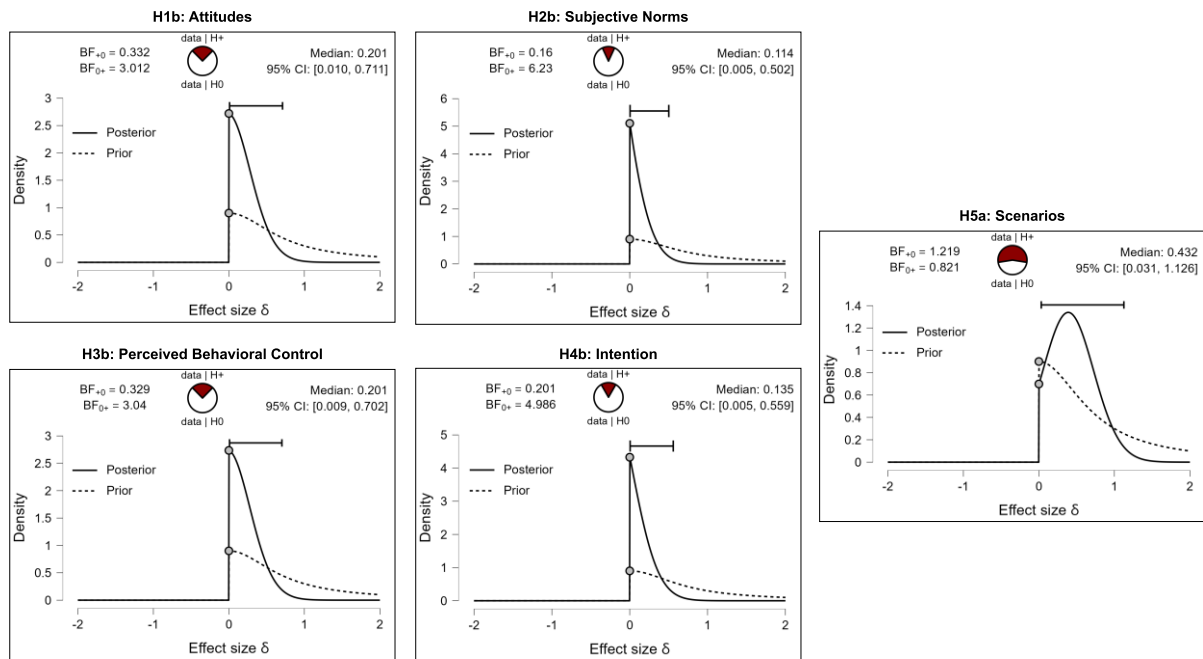 H1b: Attitudes
BF₊₀ = 0.332
BF₀₊ = 3.012
data | H+
data | H0
Median: 0.201
95% CI: [0.010, 0.711]
3
2.5
2
1.5
1
0.5
0
Density
Posterior
Prior
-2 -1 0 1 2
Effect size δ
H2b: Subjective Norms
BF₊₀ = 0.16
BF₀₊ = 6.23
data | H+
data | H0
Median: 0.114
95% CI: [0.005, 0.502]
6
5
4
3
2
1
0
Density
Posterior
Prior
-2 -1 0 1 2
Effect size δ
H3b: Perceived Behavioral Control
BF₊₀ = 0.329
BF₀₊ = 3.04
data | H+
data | H0
Median: 0.201
95% CI: [0.009, 0.702]
3
2.5
2
1.5
1
0.5
0
Density
Posterior
Prior
-2 -1 0 1 2
Effect size δ
H4b: Intention
BF₊₀ = 0.201
BF₀₊ = 4.986
data | H+
data | H0
Median: 0.135
95% CI: [0.005, 0.559]
5
4
3
2
1
0
Density
Posterior
Prior
-2 -1 0 1 2
Effect size δ
H5a: Scenarios
BF₊₀ = 1.219
BF₀₊ = 0.821
data | H+
data | H0
Median: 0.432
95% CI: [0.031, 1.126]
1.4
1.2
1
0.8
0.6
0.4
0.2
0
Density
Posterior
Prior
-2 -1 0 1 2
Effect size δ